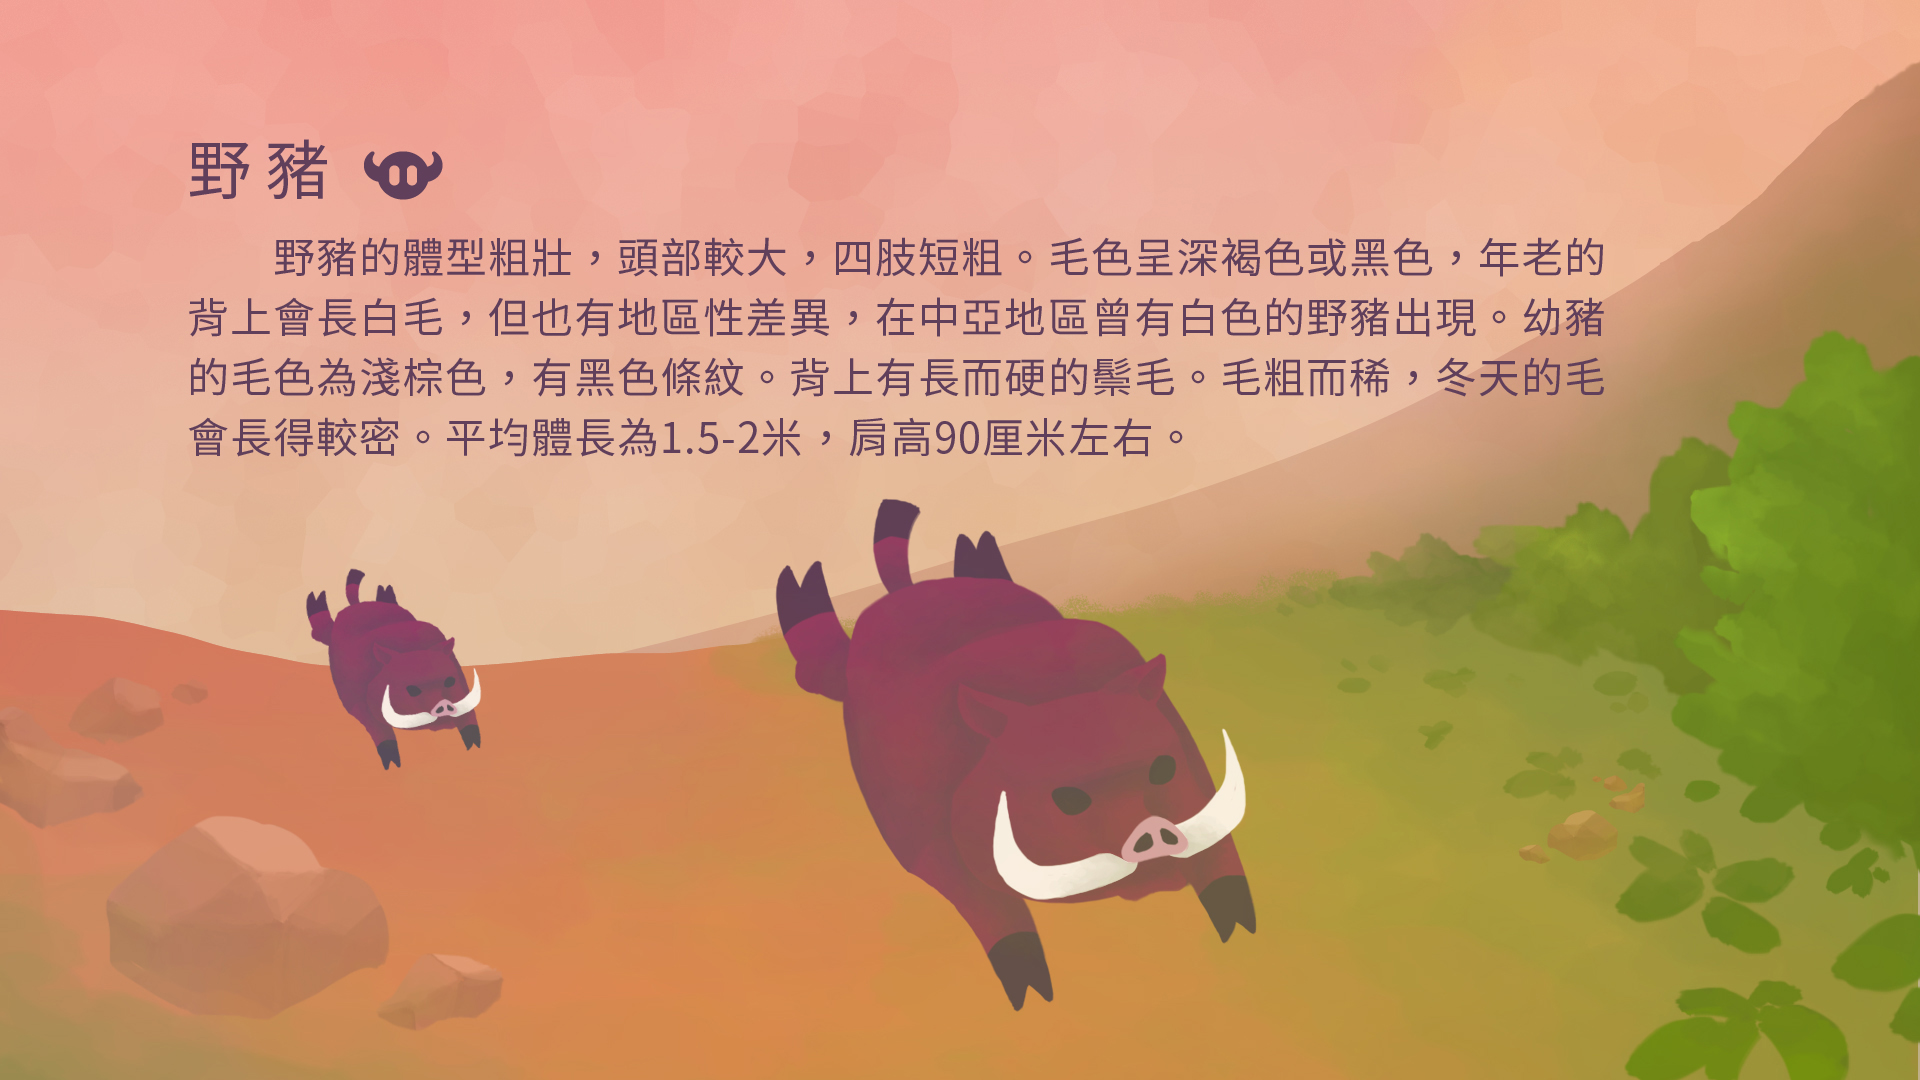 野豬
野豬的體型粗壯，頭部較大，四肢短粗。毛色呈深褐色或黑色，年老的
背上會長白毛，但也有地區性差異，在中亞地區曾有白色的野豬出現。幼豬
的毛色為淺棕色，有黑色條紋。背上有長而硬的鬃毛。毛粗而稀，冬天的毛
會長得較密。平均體長為1.5-2米，肩高90厘米左右。